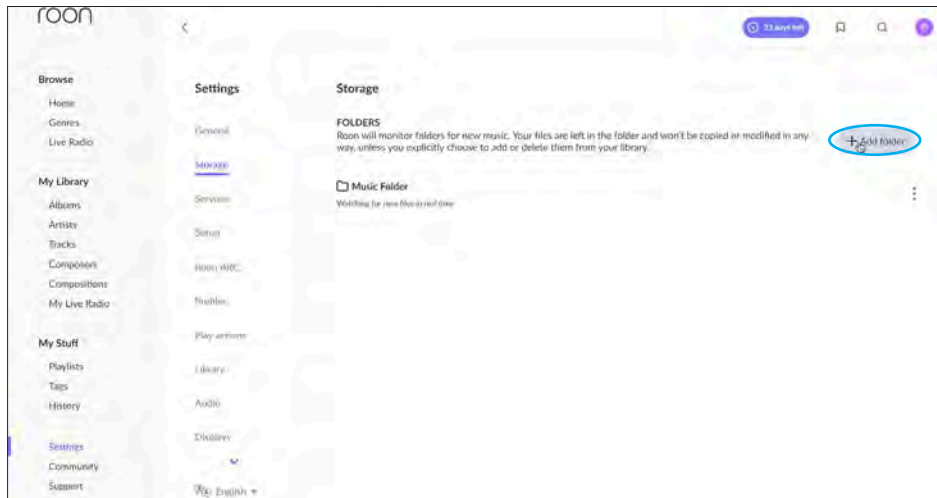 roon
23 days left
Browse
Home
Genres
Live Radio
My Library
Albums
Artists
Tracks
Composers
Compositions
My Live Radio
My Stuff
Playlists
Tags
History
Settings
Community
Support
Settings
General
Storage
Services
Setup
Roon ARC
Profiles
Play actions
Library
Audio
Displays
English
Storage
FOLDERS
Roon will monitor folders for new music. Your files are left in the folder and won't be copied or modified in any
way, unless you explicitly choose to add or delete them from your library.
+ Add folder
Music Folder
Watching for new files in real time